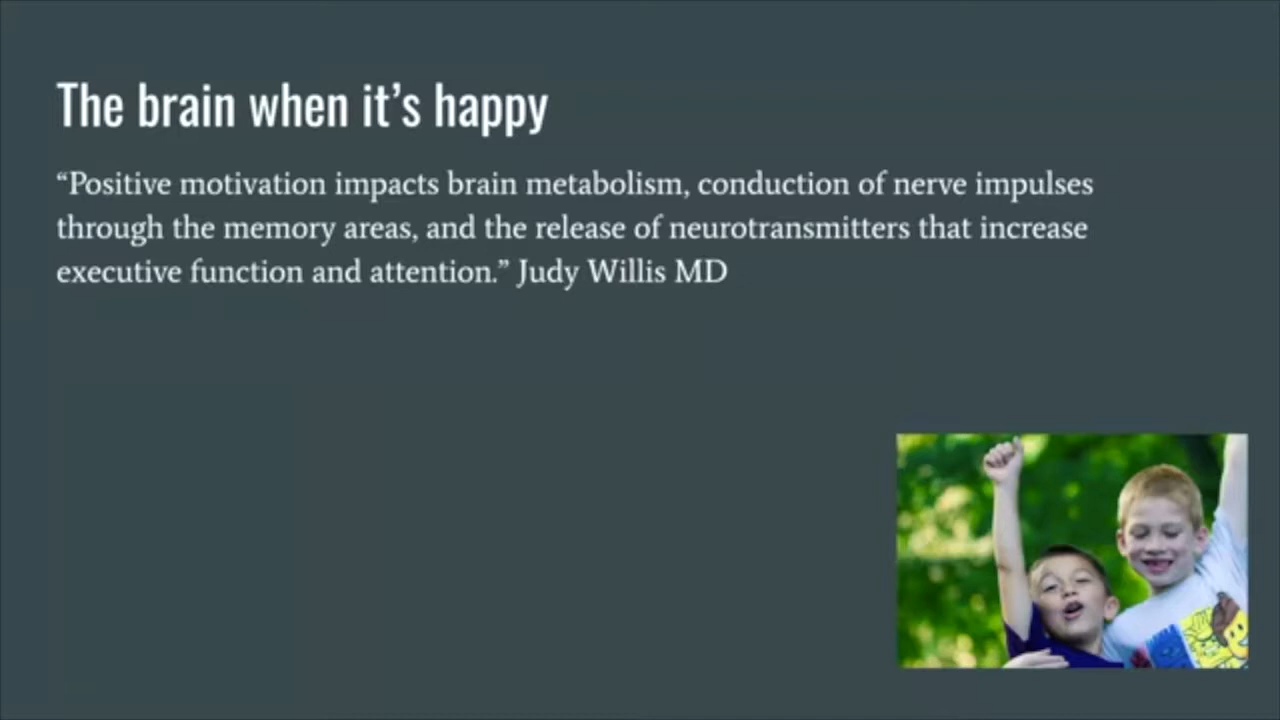 The brain when it’s happy
“Positive motivation impacts brain metabolism, conduction of nerve impulses
through the memory areas, and the release of neurotransmitters that increase
executive function and attention.” Judy Willis MD